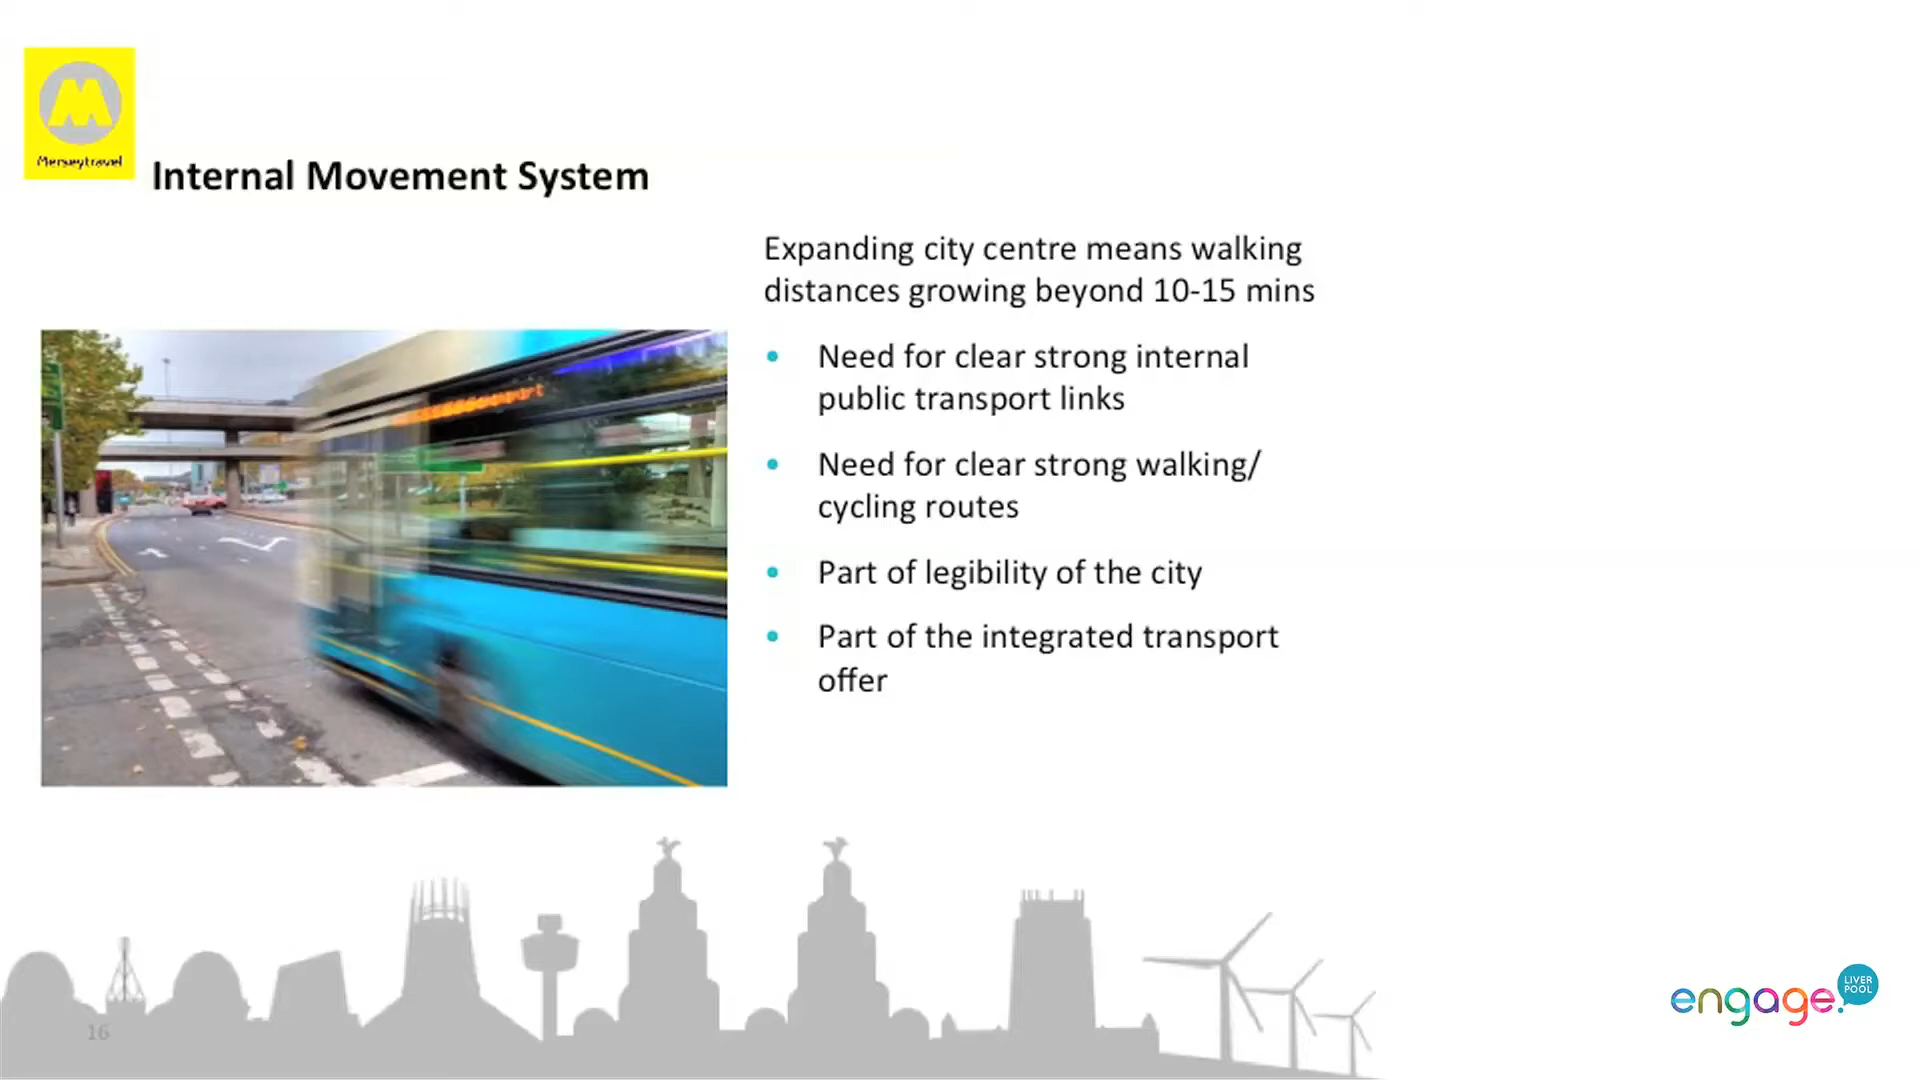 Merseytravel
Internal Movement System
Expanding city centre means walking
distances growing beyond 10-15 mins
• Need for clear strong internal
public transport links
• Need for clear strong walking/
cycling routes
• Part of legibility of the city
• Part of the integrated transport
offer
16
engage.
LIVER
POOL